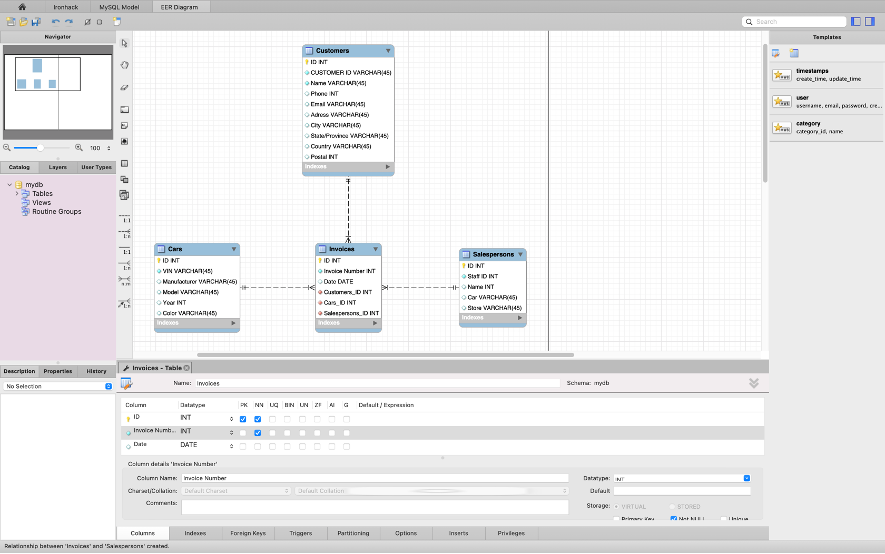 Ironhack
MySQL Model
EER Diagram
Search
Navigator
100
Catalog
Layers
User Types
mydb
Tables
Views
Routine Groups
Description
Properties
History
No Selection
1:1
1:n
1:1
1:n
n:m
1:n
Customers
ID INT
CUSTOMER ID VARCHAR(45)
Name VARCHAR(45)
Phone INT
Email VARCHAR(45)
Adress VARCHAR(45)
City VARCHAR(45)
State/Province VARCHAR(45)
Country VARCHAR(45)
Postal INT
Indexes
Cars
ID INT
VIN VARCHAR(45)
Manufacturer VARCHAR(45)
Model VARCHAR(45)
Year INT
Color VARCHAR(45)
Indexes
Invoices
ID INT
Invoice Number INT
Date DATE
Customers_ID INT
Cars_ID INT
Salespersons_ID INT
Indexes
Salespersons
ID INT
Staff ID INT
Name INT
Car VARCHAR(45)
Store VARCHAR(45)
Indexes
Templates
timestamps
create_time, update_time
user
username, email, password, cre...
category
category_id, name
Invoices - Table
Name: Invoices
Schema: mydb
Column Datatype PK NN UQ BIN UN ZF AI G Default / Expression
ID INT
Invoice Numb... INT
Date DATE
Column details 'Invoice Number'
Column Name: Invoice Number
Datatype: INT
Charset/Collation: Default Charset Default Collation
Default
Comments:
Storage: VIRTUAL STORED
Primary Key Not NULL Unique
Columns
Indexes
Foreign Keys
Triggers
Partitioning
Options
Inserts
Privileges
Relationship between 'Invoices' and 'Salespersons' created.